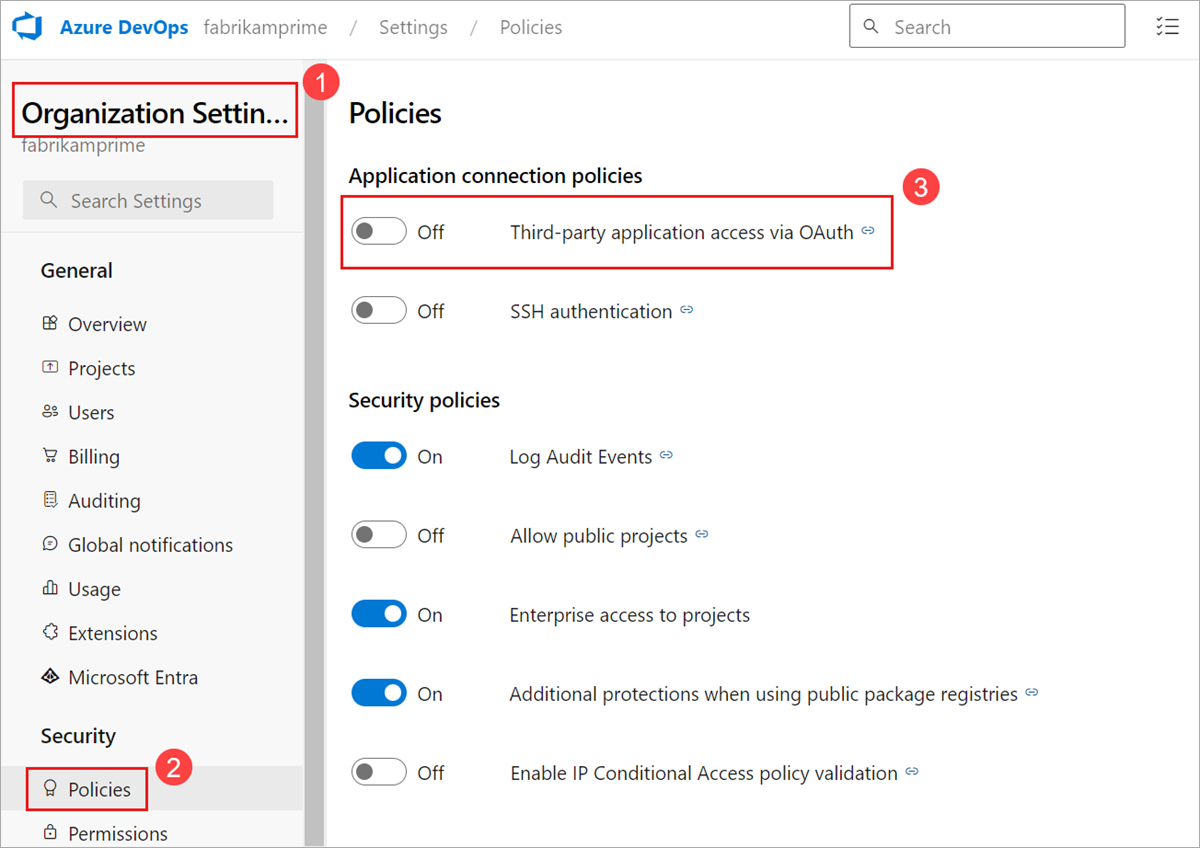 Azure DevOps fabrikamprime / Settings / Policies Search
Organization Settin... 1
fabrikamprime
Search Settings
General
Overview
Projects
Users
Billing
Auditing
Global notifications
Usage
Extensions
Microsoft Entra
Security
Policies 2
Permissions
Policies
Application connection policies
3
Off Third-party application access via OAuth
Off SSH authentication
Security policies
On Log Audit Events
Off Allow public projects
On Enterprise access to projects
On Additional protections when using public package registries
Off Enable IP Conditional Access policy validation